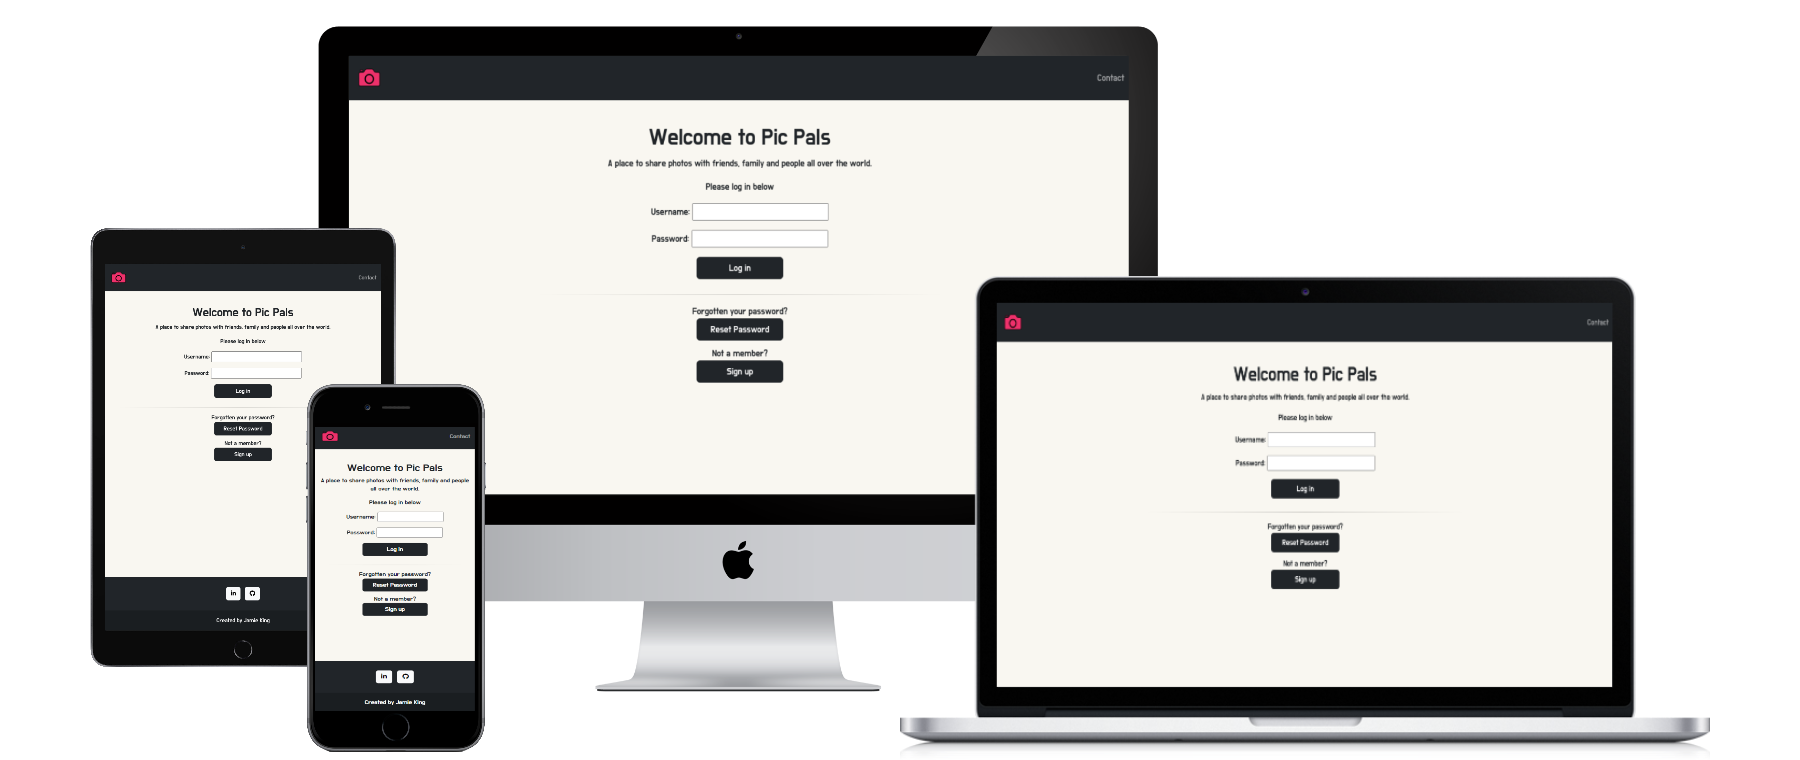 Contact
Welcome to Pic Pals
A place to share photos with friends, family and people all over the world.
Please log in below
Username:
Password:
Log in
Forgotten your password?
Reset Password
Not a member?
Sign up
Contact
Welcome to Pic Pals
A place to share photos with friends, family and people all over the world.
Please log in below
Username:
Password:
Log in
Forgotten your password?
Reset Password
Not a member?
Sign up
in
Created by Jamie King
Contact
Welcome to Pic Pals
A place to share photos with friends, family and people
all over the world.
Please log in below
Username:
Password:
Log in
Forgotten your password?
Reset Password
Not a member?
Sign up
in
Created by Jamie King
Contact
Welcome to Pic Pals
A place to share photos with friends, family and people all over the world.
Please log in below
Username:
Password:
Log in
Forgotten your password?
Reset Password
Not a member?
Sign up